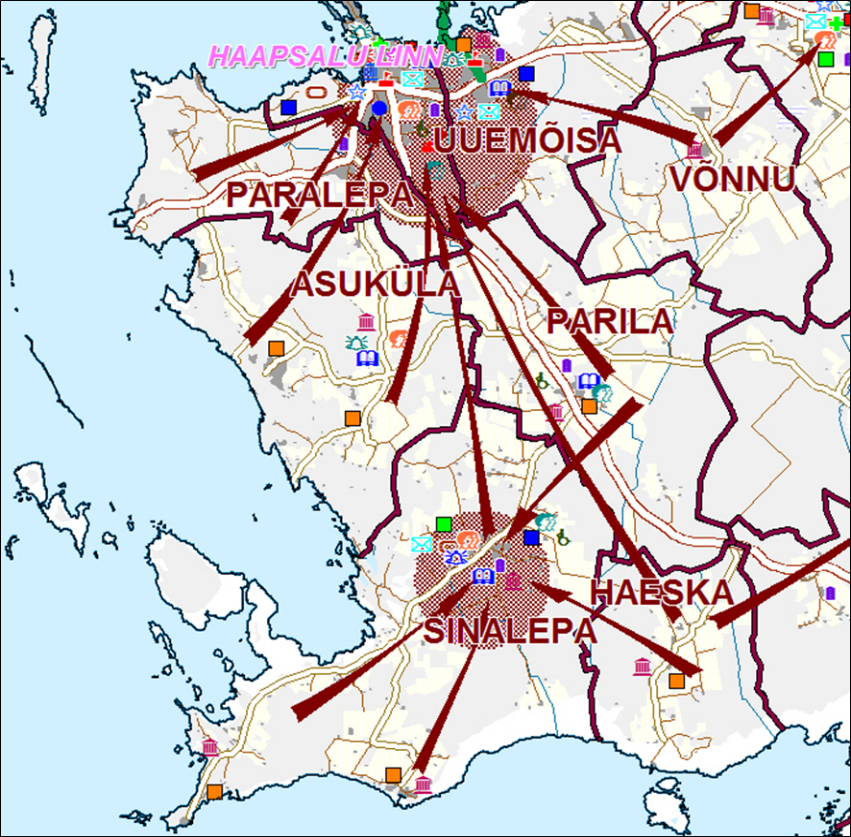 HAAPSALU LINN
UUEMÕISA
VÕNNU
PARALEPA
ASUKÜLA
PARILA
HAESKA
SINALEPA